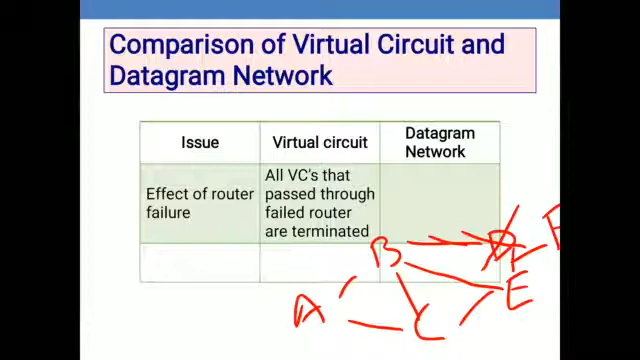 Comparison of Virtual Circuit and
Datagram Network
Issue
Virtual circuit
Datagram
Network
Effect of router
failure
All VC's that
passed through
failed router
are terminated
B
D
F
E
A
C